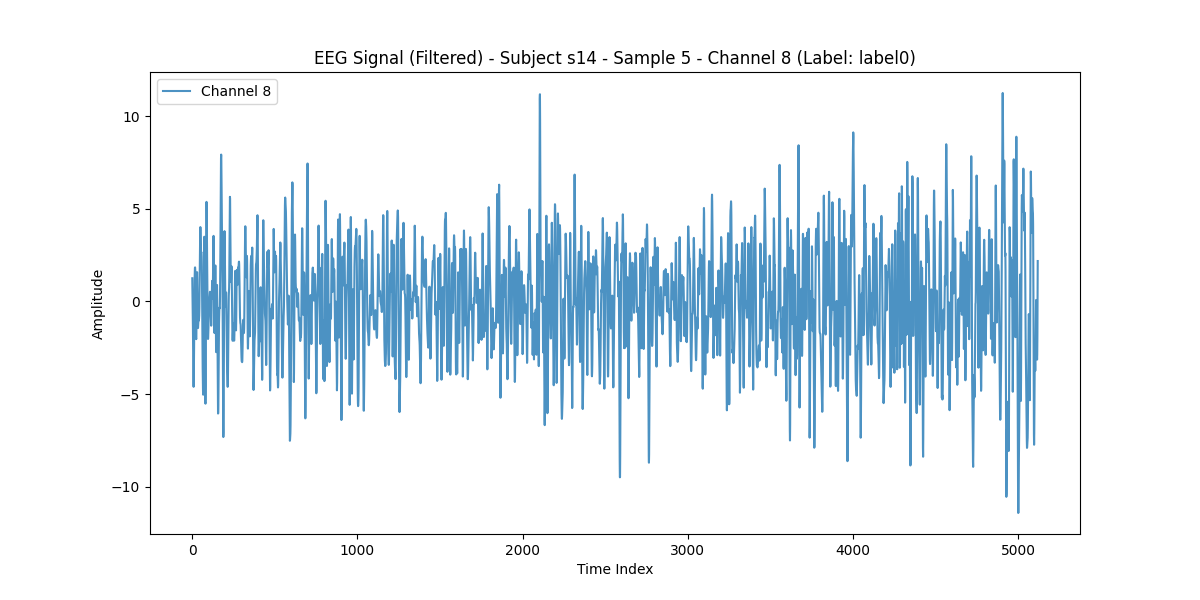 EEG Signal (Filtered) - Subject s14 - Sample 5 - Channel 8 (Label: label0)
Channel 8
10
5
0
−5
−10
Amplitude
0 1000 2000 3000 4000 5000
Time Index